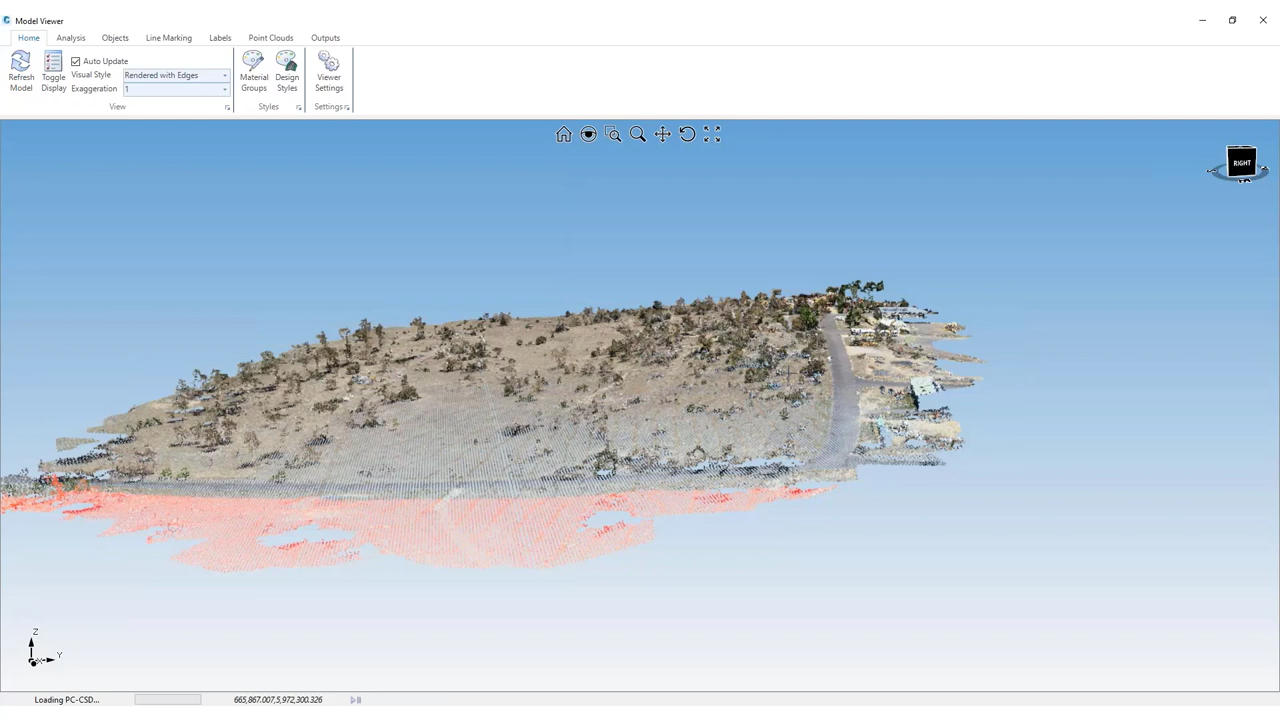 Model Viewer
Home Analysis Objects Line Marking Labels Point Clouds Outputs
Refresh Model
Toggle Display
Auto Update
Visual Style Rendered with Edges
Exaggeration 1
Material Groups
Design Styles
Viewer Settings
View Styles Settings
RIGHT
Z
Y
Loading PC-CSD... 665,867.007,5,972,300.326